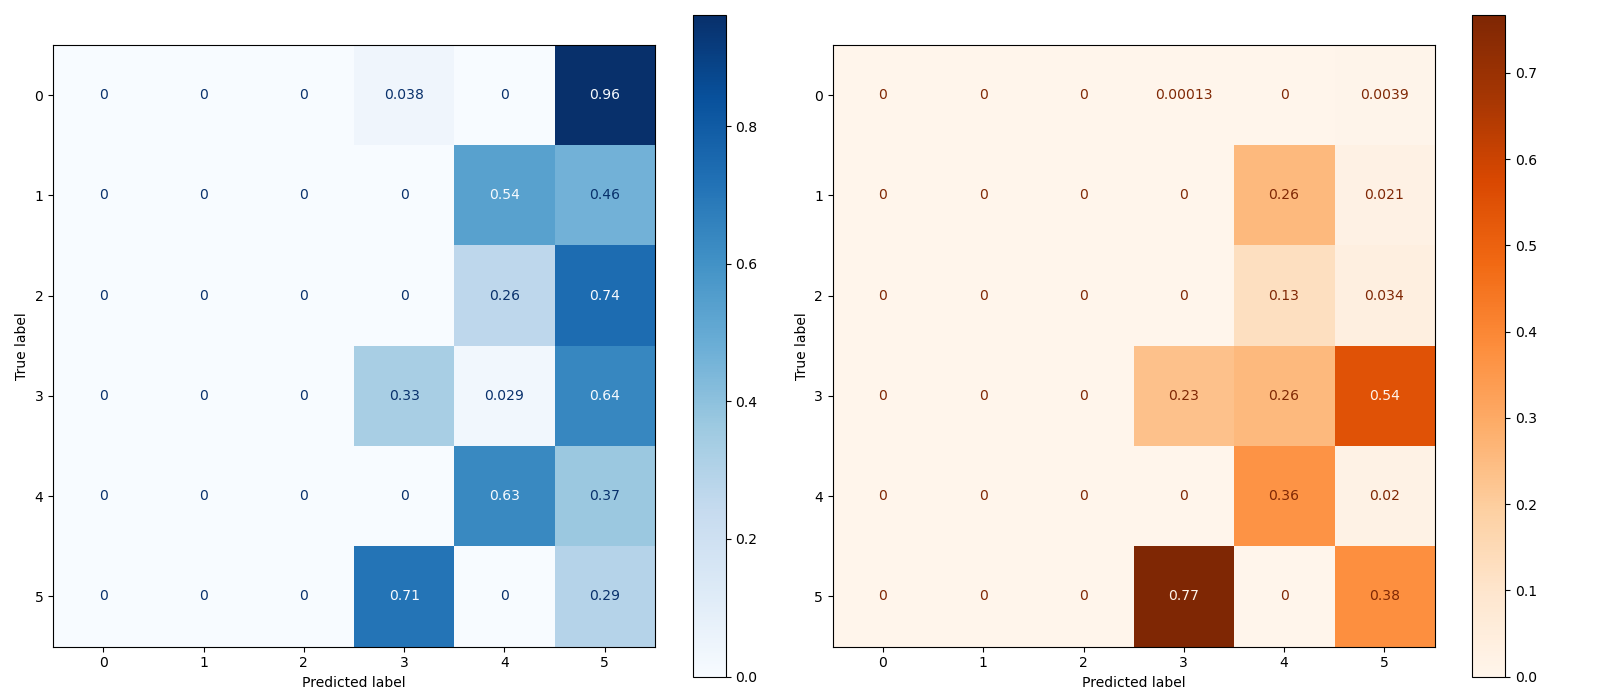 0 0 0 0 0.038 0 0.96
1 0 0 0 0 0.54 0.46
2 0 0 0 0 0.26 0.74
3 0 0 0 0.33 0.029 0.64
4 0 0 0 0 0.63 0.37
5 0 0 0 0.71 0 0.29
0 1 2 3 4 5
True label
Predicted label
0.8
0.6
0.4
0.2
0.0
0 0 0 0 0.00013 0 0.0039
1 0 0 0 0 0.26 0.021
2 0 0 0 0 0.13 0.034
3 0 0 0 0.23 0.26 0.54
4 0 0 0 0 0.36 0.02
5 0 0 0 0.77 0 0.38
0 1 2 3 4 5
True label
Predicted label
0.7
0.6
0.5
0.4
0.3
0.2
0.1
0.0